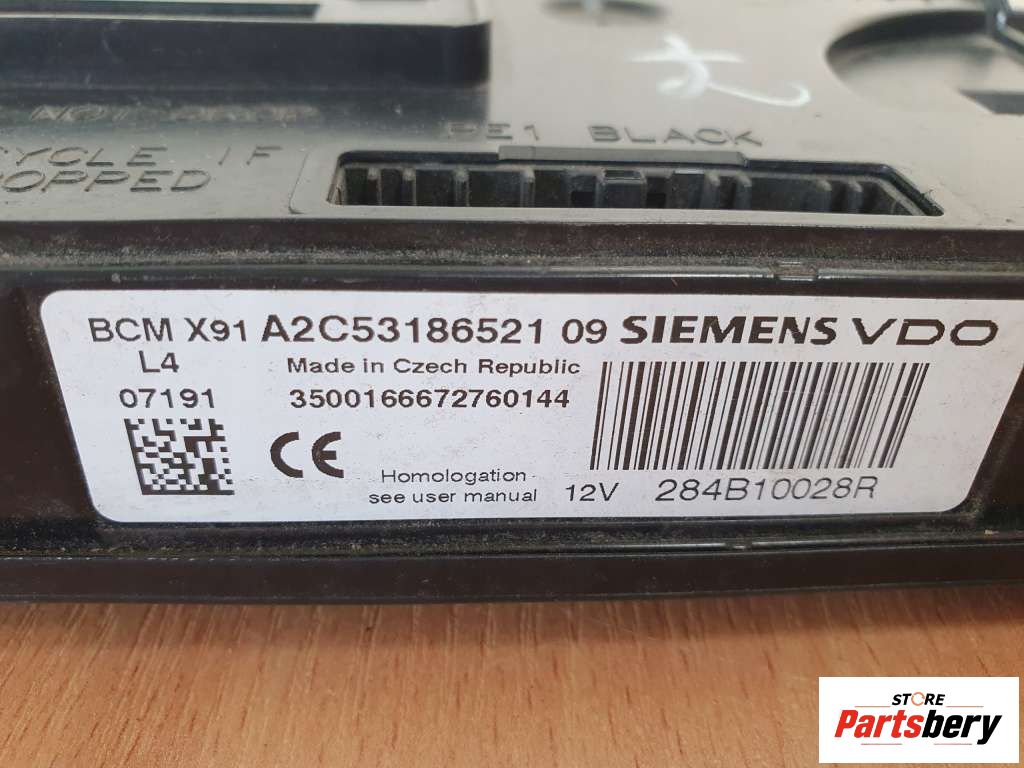 NOT
PE1 BLACK
CYCLE IF
OPPED
BCM X91 A2C53186521 09 SIEMENS VDO
L4 Made in Czech Republic
07191 3500166672760144
CE
Homologation
see user manual 12V 284B10028R
STORE
Partsbery